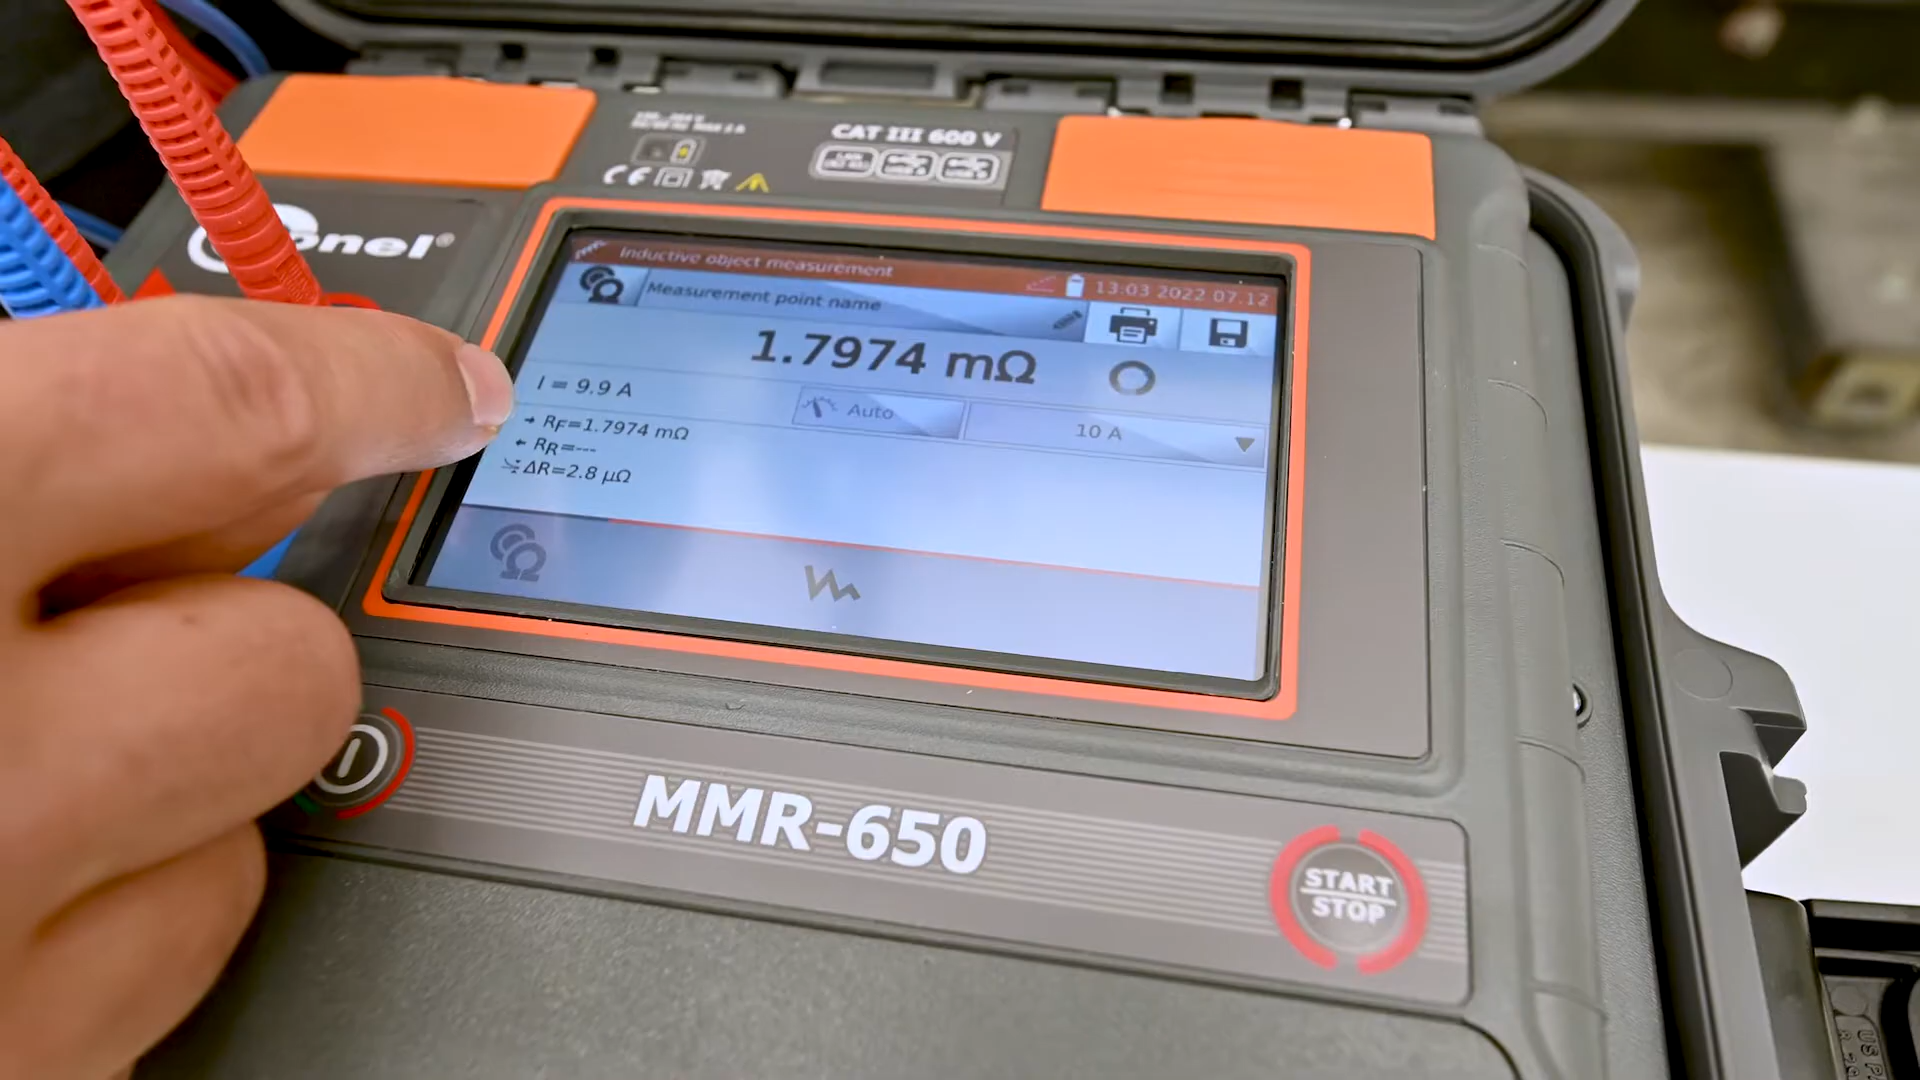 CAT III 600 V
onel®
Inductive object measurement
13.03 2022 07.12
Measurement point name
1.7974 mΩ
I = 9.9 A
Auto
10 A
RF=1.7974 mΩ
RR=---
ΔR=2.8 μΩ
MMR-650
START
STOP